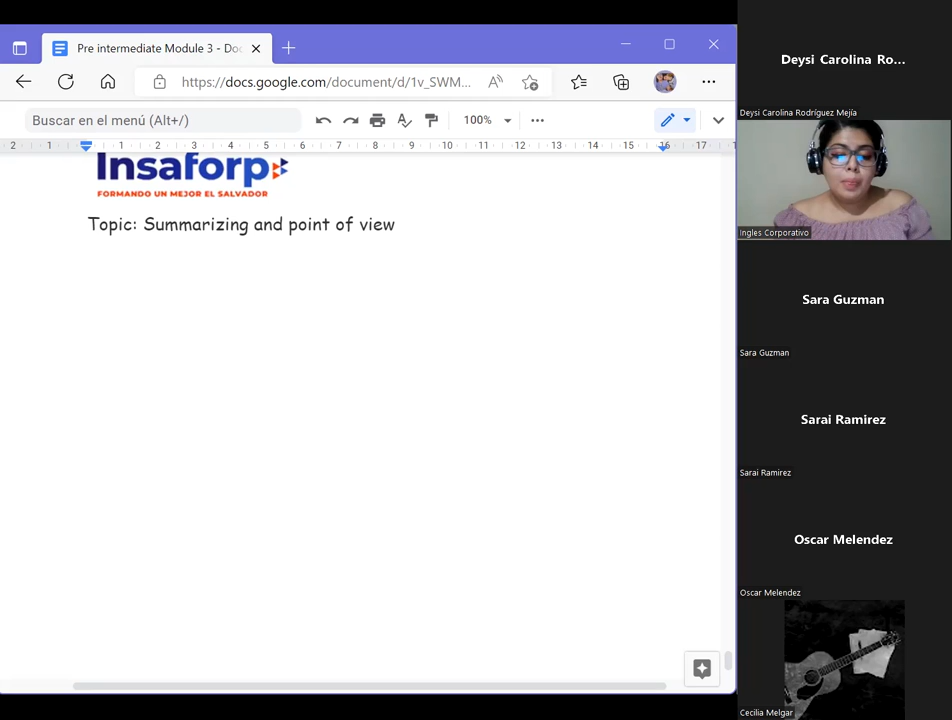 Pre intermediate Module 3 - Doc
https://docs.google.com/document/d/1v_SWM...
Buscar en el menú (Alt+/)
100%
2 1 1 2 3 4 5 6 7 8 9 10 11 12 13 14 15 16 17
Insaforp
FORMANDO UN MEJOR EL SALVADOR
Topic: Summarizing and point of view
Deysi Carolina Ro...
Deysi Carolina Rodríguez Mejía
Ingles Corporativo
Sara Guzman
Sara Guzman
Sarai Ramirez
Sarai Ramirez
Oscar Melendez
Oscar Melendez
Cecilia Melgar